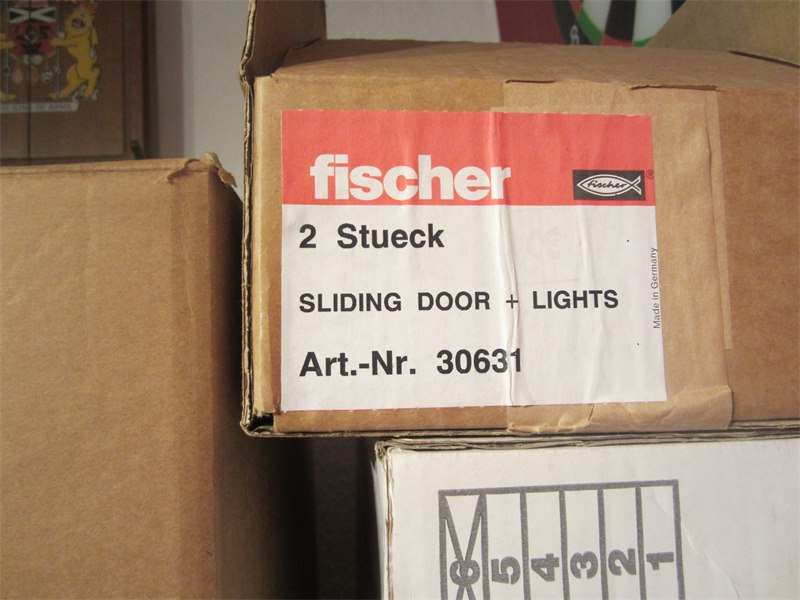 fischer
fischer
®
2 Stueck
SLIDING DOOR + LIGHTS
Art.-Nr. 30631
Made in Germany
5
4
3
2
1